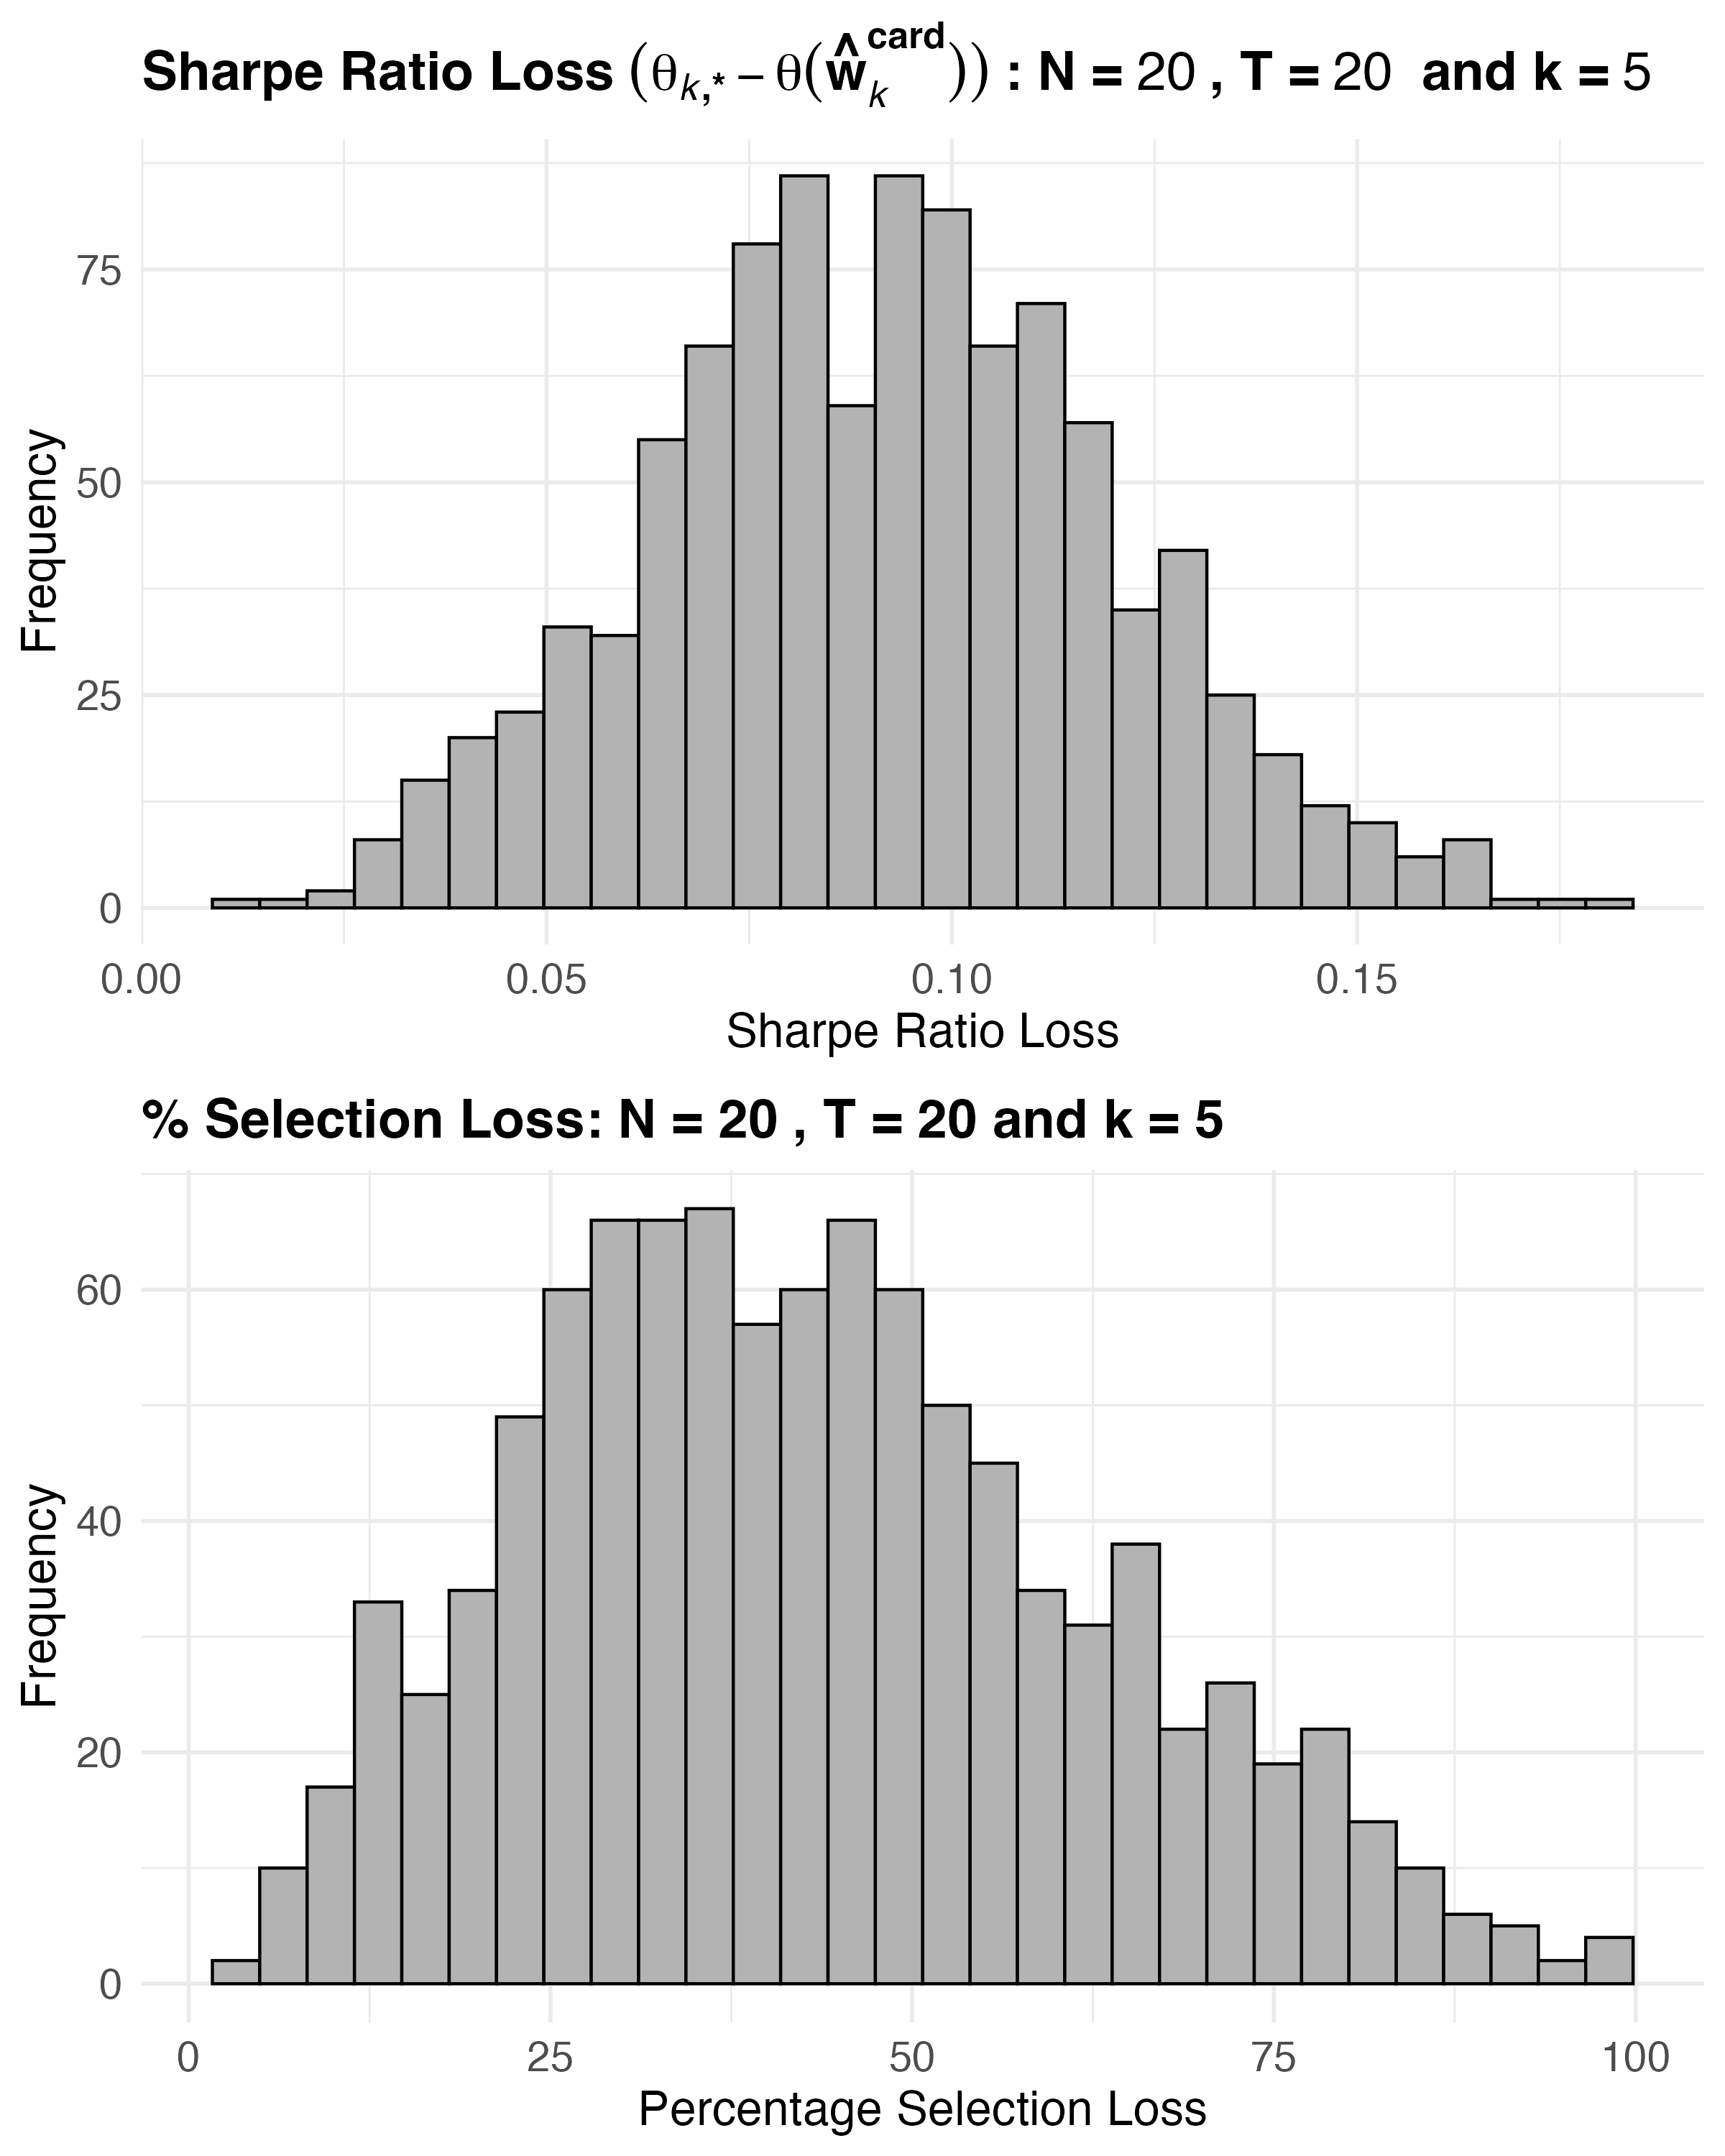 Sharpe Ratio Loss (θk,* − θ(ŵk^card)) : N = 20 , T = 20 and k = 5
75
50
25
0
Frequency
0.00 0.05 0.10 0.15
Sharpe Ratio Loss
% Selection Loss: N = 20 , T = 20 and k = 5
60
40
20
0
Frequency
0 25 50 75 100
Percentage Selection Loss